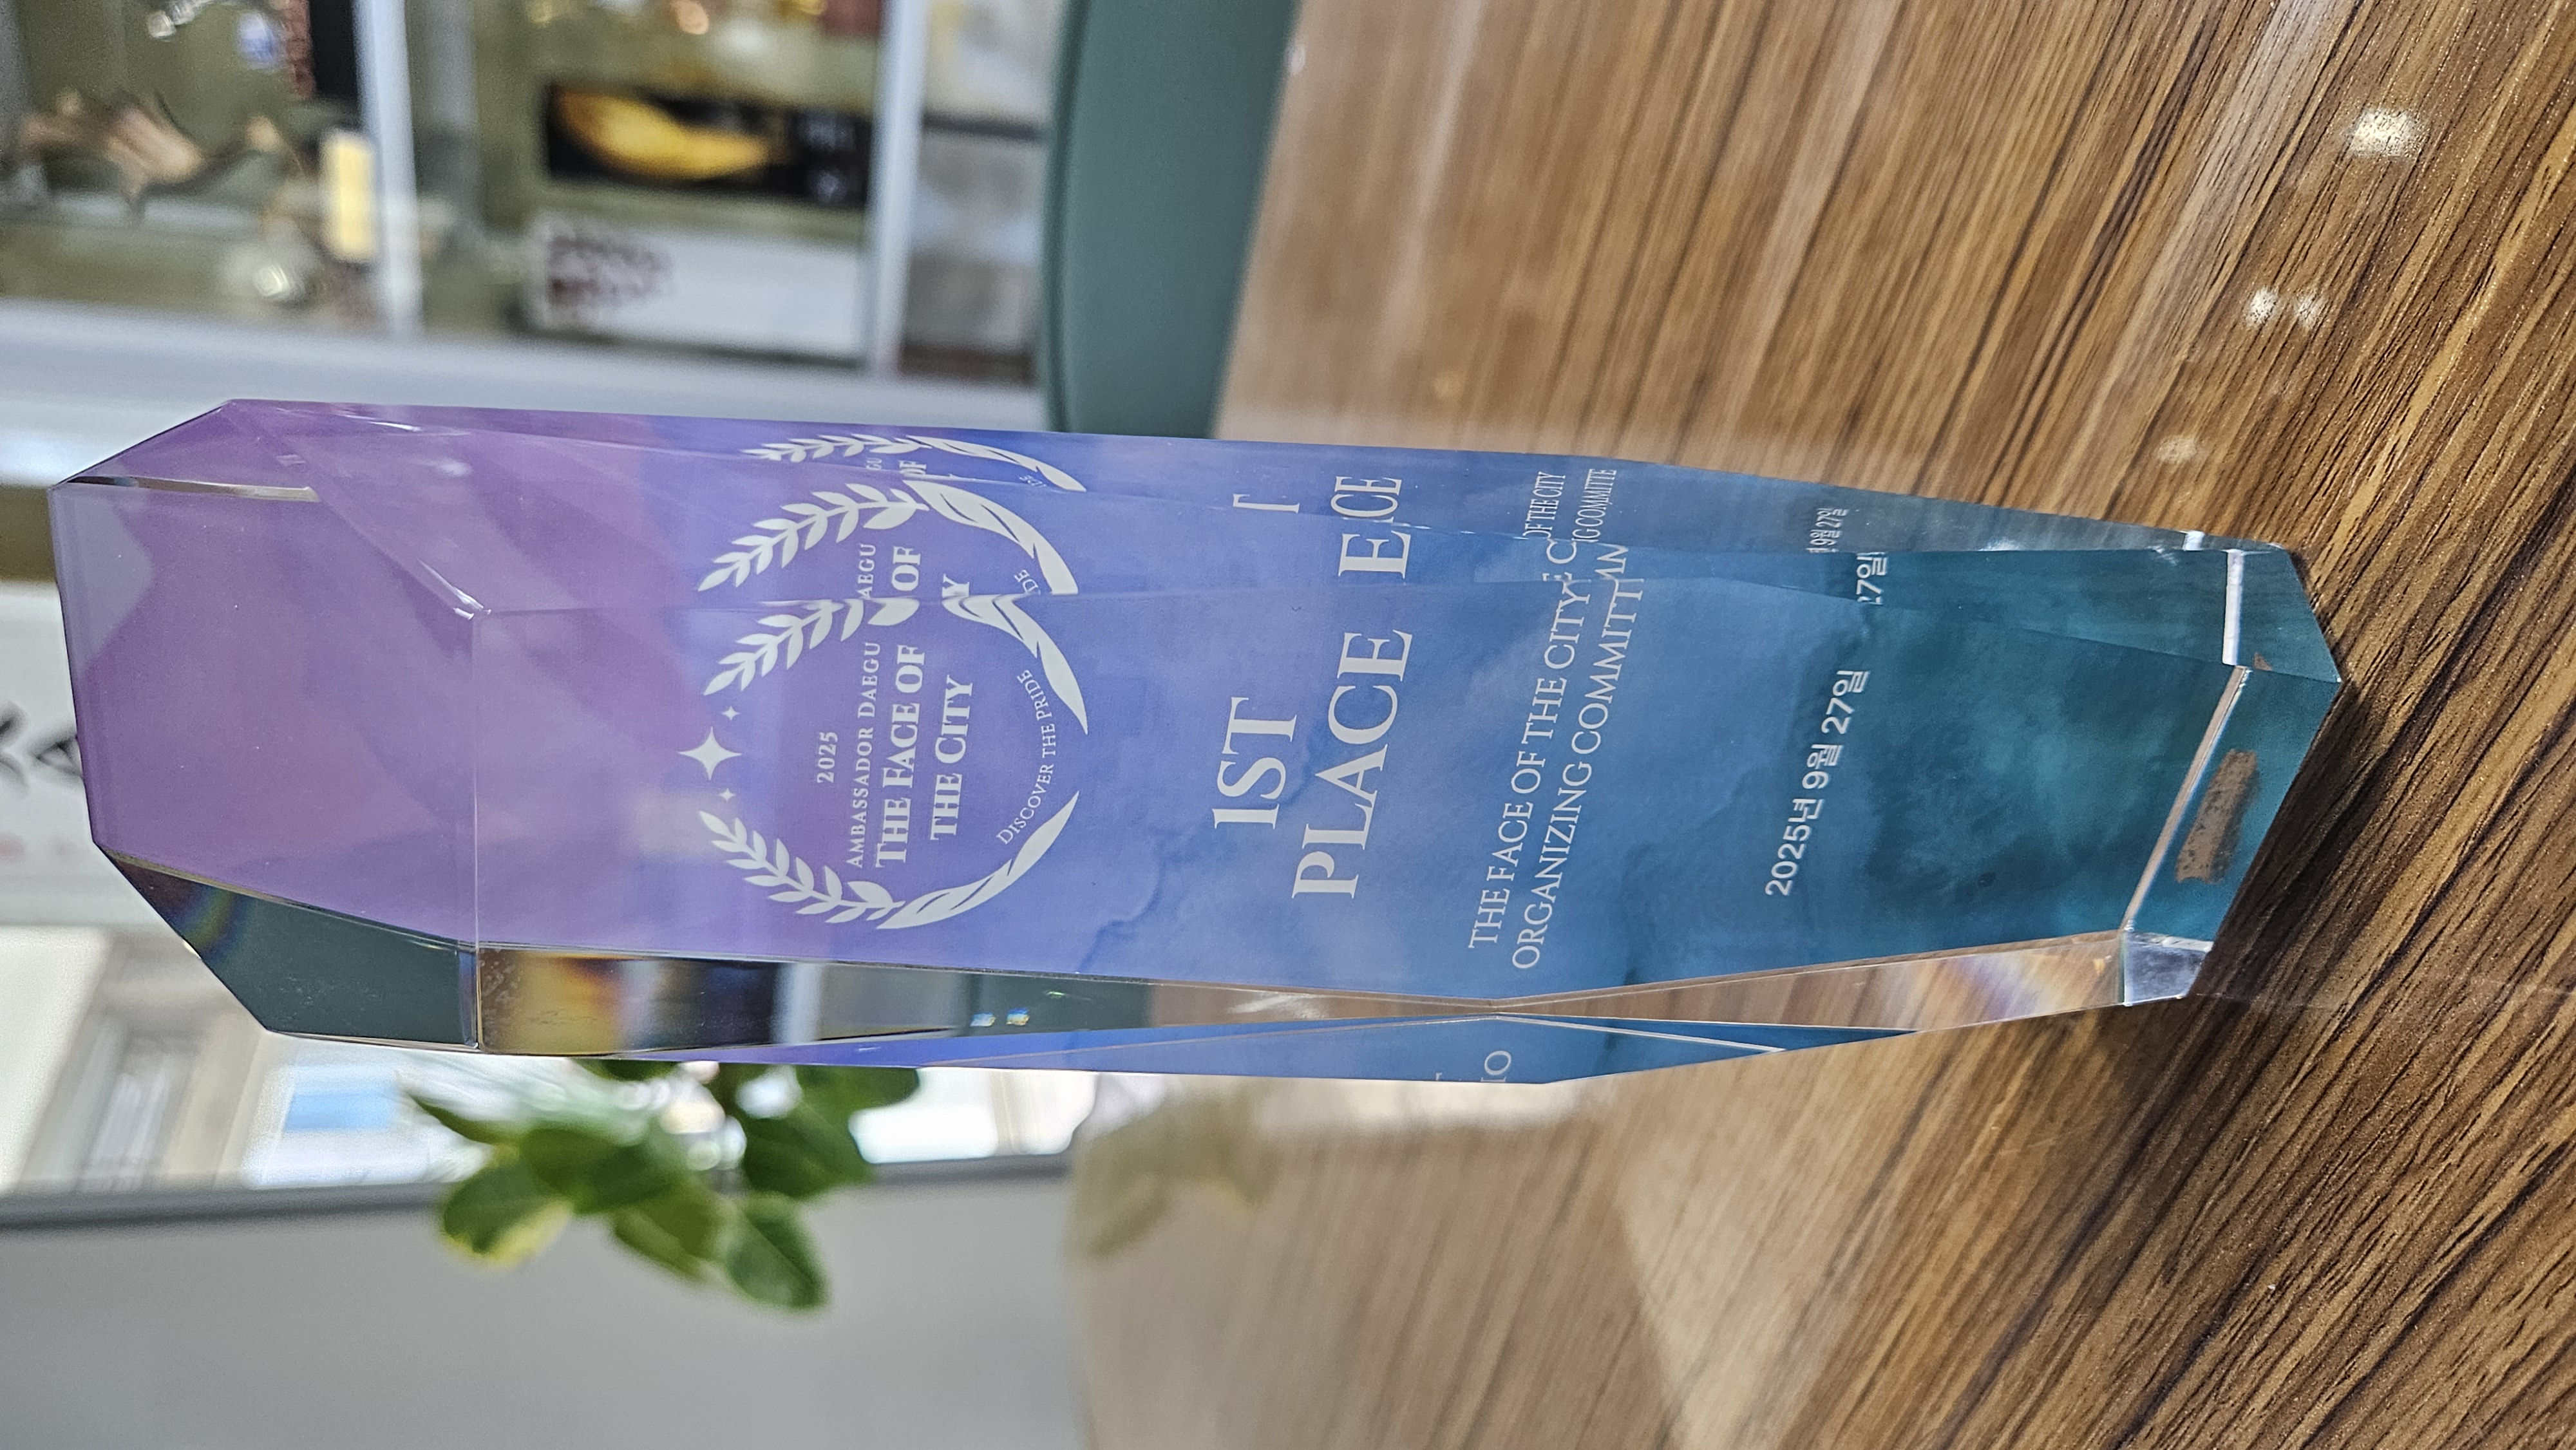 2025
AMBASSADOR DAEGU
THE FACE OF
THE CITY
DISCOVER THE PRIDE
1ST
PLACE
THE FACE OF THE CITY
ORGANIZING COMMITTE
2025년 9월 27일